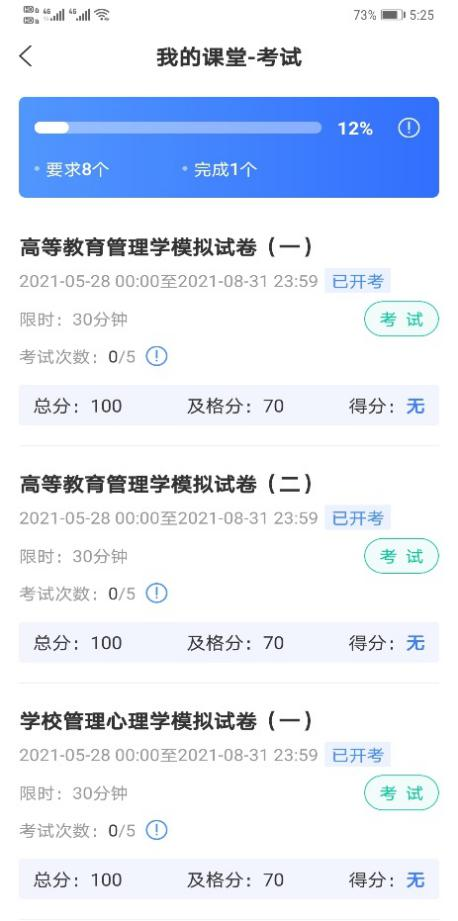 73% 5:25
我的课堂-考试
12%
要求8个 完成1个
高等教育管理学模拟试卷（一）
2021-05-28 00:00至2021-08-31 23:59 已开考
限时：30分钟 考 试
考试次数：0/5
总分：100 及格分：70 得分：无
高等教育管理学模拟试卷（二）
2021-05-28 00:00至2021-08-31 23:59 已开考
限时：30分钟 考 试
考试次数：0/5
总分：100 及格分：70 得分：无
学校管理心理学模拟试卷（一）
2021-05-28 00:00至2021-08-31 23:59 已开考
限时：30分钟 考 试
考试次数：0/5
总分：100 及格分：70 得分：无